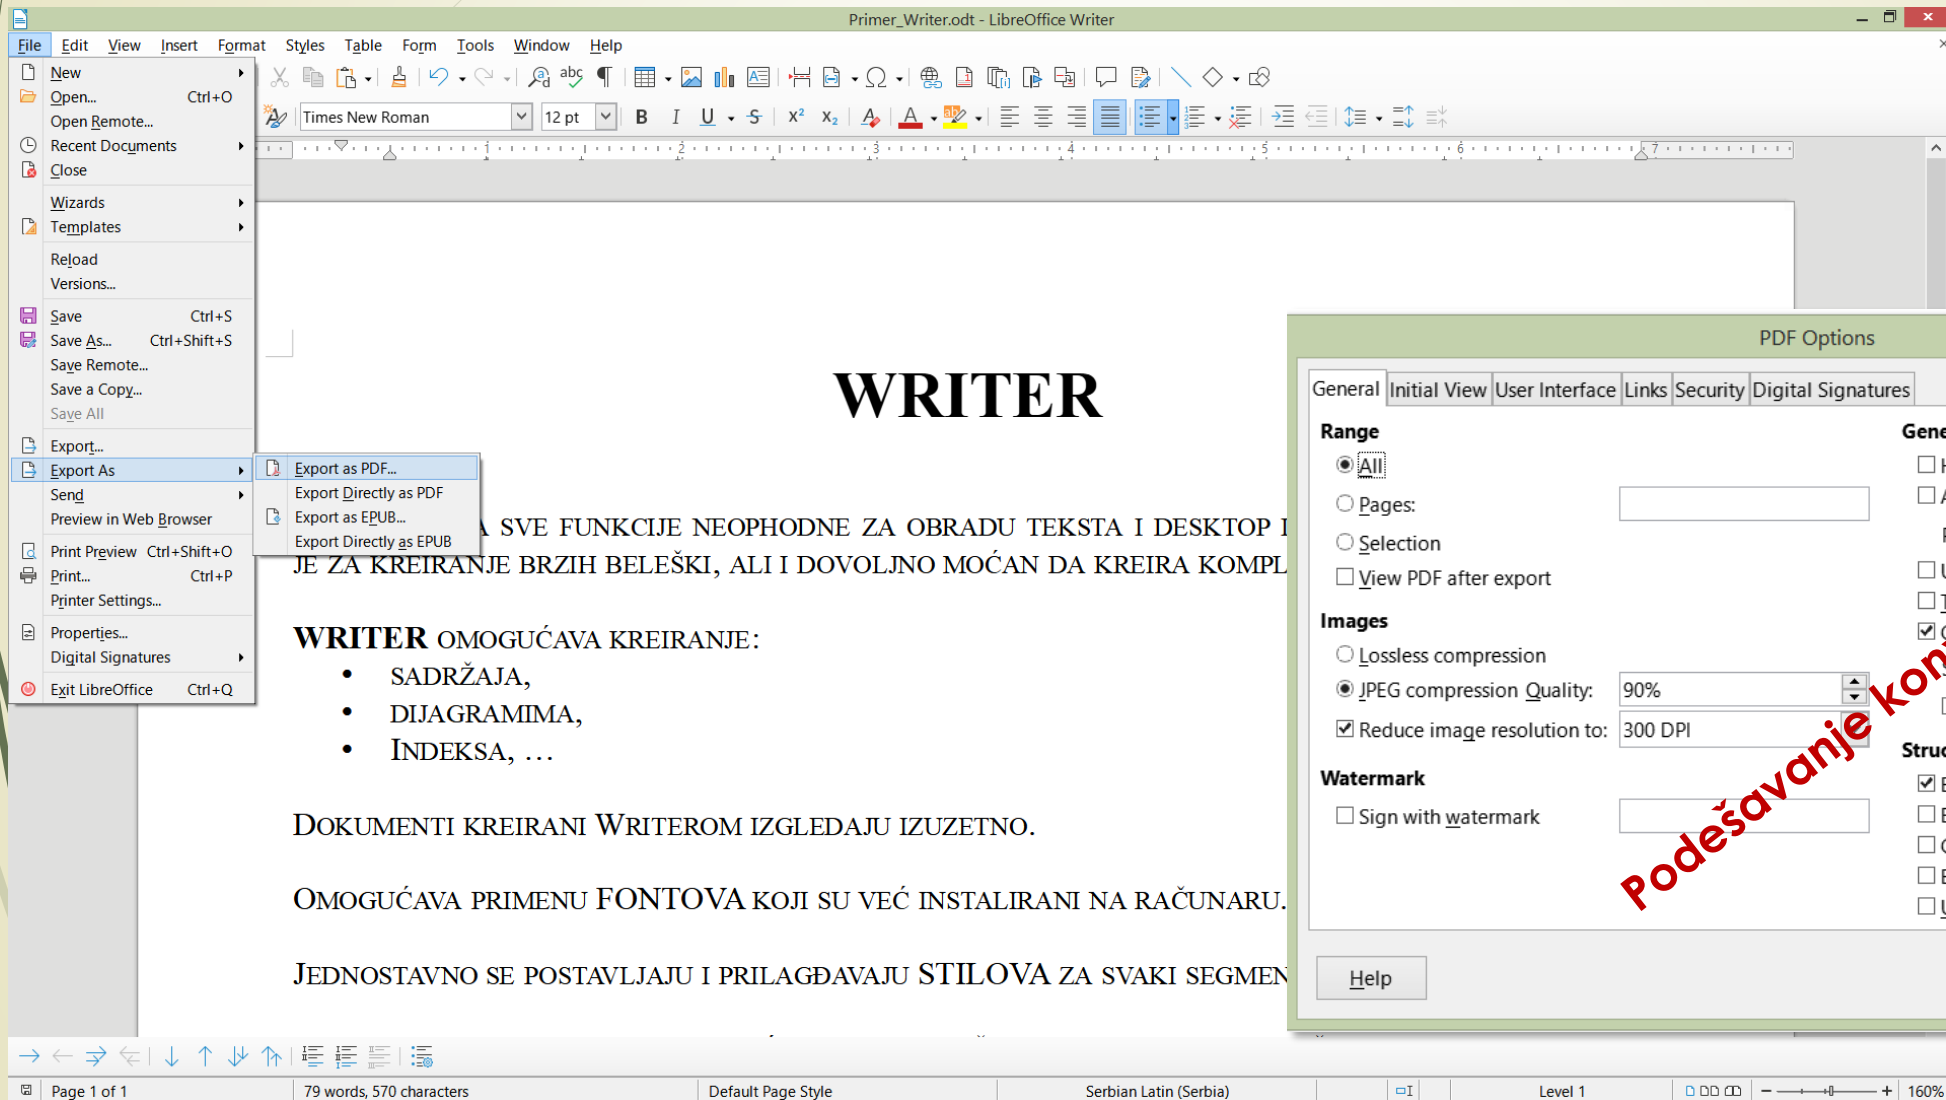 Primer_Writer.odt - LibreOffice Writer
File Edit View Insert Format Styles Table Form Tools Window Help
New
Open... Ctrl+O
Open Remote...
Recent Documents
Close
Wizards
Templates
Reload
Versions...
Save Ctrl+S
Save As... Ctrl+Shift+S
Save Remote...
Save a Copy...
Save All
Export...
Export As
Send
Preview in Web Browser
Print Preview Ctrl+Shift+O
Print... Ctrl+P
Printer Settings...
Properties...
Digital Signatures
Exit LibreOffice Ctrl+Q
Export as PDF...
Export Directly as PDF
Export as EPUB...
Export Directly as EPUB
Times New Roman 12 pt
1 2 3 4 5 6 7
WRITER
SVE FUNKCIJE NEOPHODNE ZA OBRADU TEKSTA I DESKTOP
JE ZA KREIRANJE BRZIH BELEŠKI, ALI I DOVOLJNO MOĆAN DA KREIRA KOMPL
WRITER OMOGUĆAVA KREIRANJE:
• SADRŽAJA,
• DIJAGRAMIMA,
• INDEKSA, …
DOKUMENTI KREIRANI WRITEROM IZGLEDAJU IZUZETNO.
OMOGUĆAVA PRIMENU FONTOVA KOJI SU VEĆ INSTALIRANI NA RAČUNARU.
JEDNOSTAVNO SE POSTAVLJAJU I PRILAGĐAVAJU STILOVA ZA SVAKI SEGMEN
PDF Options
General Initial View User Interface Links Security Digital Signatures
Range
All
Pages:
Selection
View PDF after export
Images
Lossless compression
JPEG compression Quality: 90%
Reduce image resolution to: 300 DPI
Watermark
Sign with watermark
Gene
Struc
Help
Podešavanje kon
Page 1 of 1 79 words, 570 characters Default Page Style Serbian Latin (Serbia) Level 1 160%